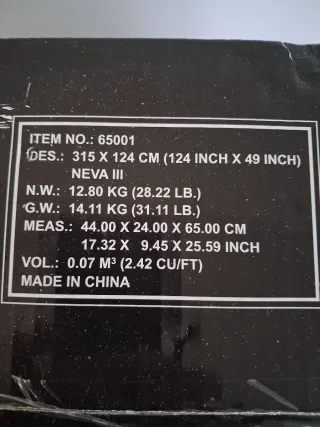 ITEM NO.: 65001
DES.: 315 X 124 CM (124 INCH X 49 INCH)
NEVA III
N.W.: 12.80 KG (28.22 LB.)
G.W.: 14.11 KG (31.11 LB.)
MEAS.: 44.00 X 24.00 X 65.00 CM
17.32 X 9.45 X 25.59 INCH
VOL.: 0.07 M³ (2.42 CU/FT)
MADE IN CHINA